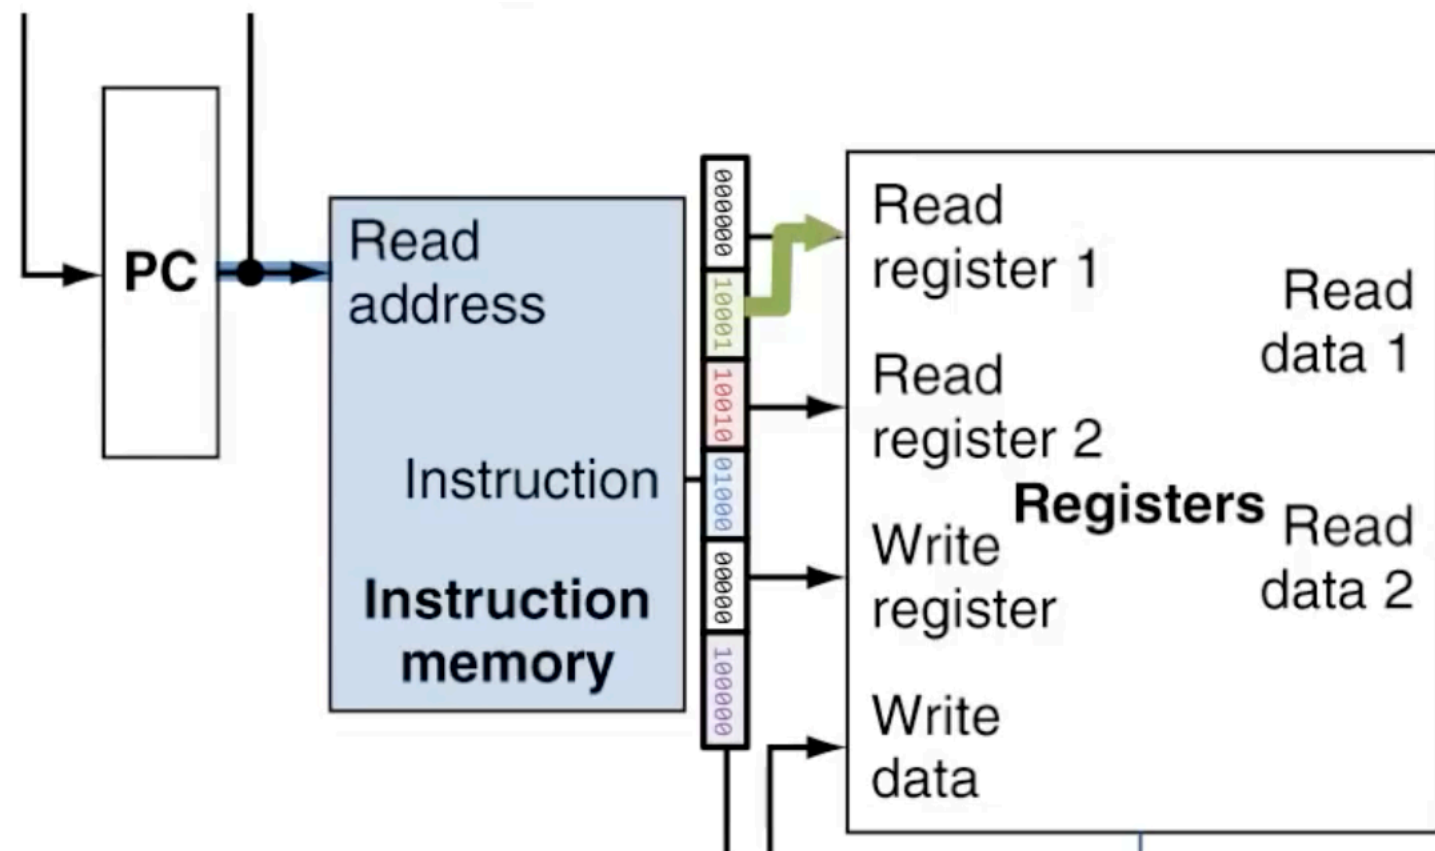 PC
Read
address
Instruction
Instruction
memory
000000
10001
10010
01000
00000
100000
Read
register 1
Read
register 2
Write
register
Write
data
Registers
Read
data 1
Read
data 2